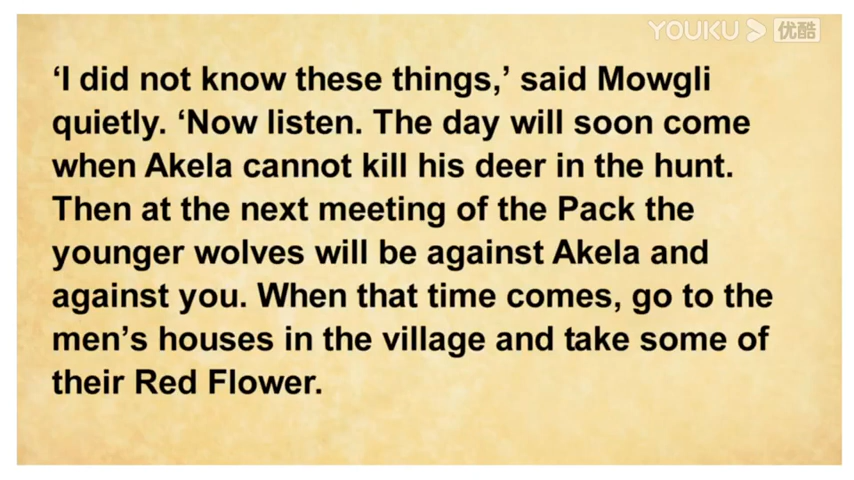 YOUKU 优酷
‘I did not know these things,’ said Mowgli
quietly. ‘Now listen. The day will soon come
when Akela cannot kill his deer in the hunt.
Then at the next meeting of the Pack the
younger wolves will be against Akela and
against you. When that time comes, go to the
men’s houses in the village and take some of
their Red Flower.